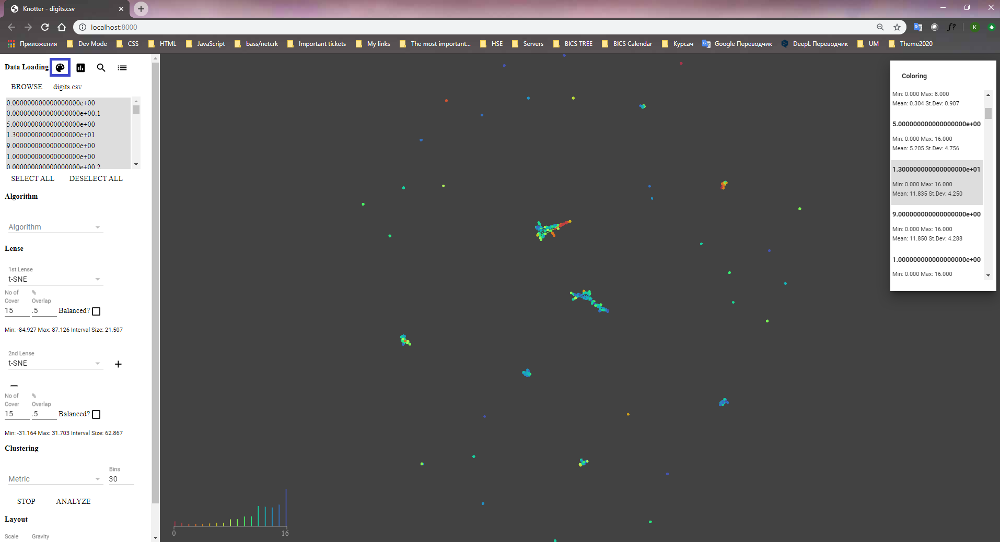 Knotter - digits.csv
localhost:8000
f?
K
Приложения
Dev Mode
CSS
HTML
JavaScript
bass/netcrk
Important tickets
My links
The most important...
HSE
Servers
BICS TREE
BICS Calendar
Курсач
Google Переводчик
DeepL Переводчик
UM
Theme2020
Data Loading
BROWSE digits.csv
0.000000000000000000e+00
0.000000000000000000e+00.1
5.000000000000000000e+00
1.300000000000000000e+01
9.000000000000000000e+00
1.000000000000000000e+00
0.000000000000000000e+00.2
SELECT ALL DESELECT ALL
Algorithm
Algorithm
Lense
1st Lense
t-SNE
No of Cover % Overlap
15 .5 Balanced?
Min: -84.927 Max: 87.126 Interval Size: 21.507
2nd Lense
t-SNE
No of Cover % Overlap
15 .5 Balanced?
Min: -31.164 Max: 31.703 Interval Size: 62.867
Clustering
Bins
Metric 30
STOP ANALYZE
Layout
Scale Gravity
0 16
Coloring
Min: 0.000 Max: 8.000
Mean: 0.304 St.Dev: 0.907
5.000000000000000000e+00
Min: 0.000 Max: 16.000
Mean: 5.205 St.Dev: 4.756
1.300000000000000000e+01
Min: 0.000 Max: 16.000
Mean: 11.835 St.Dev: 4.250
9.000000000000000000e+00
Min: 0.000 Max: 16.000
Mean: 11.850 St.Dev: 4.288
1.000000000000000000e+00
Min: 0.000 Max: 16.000